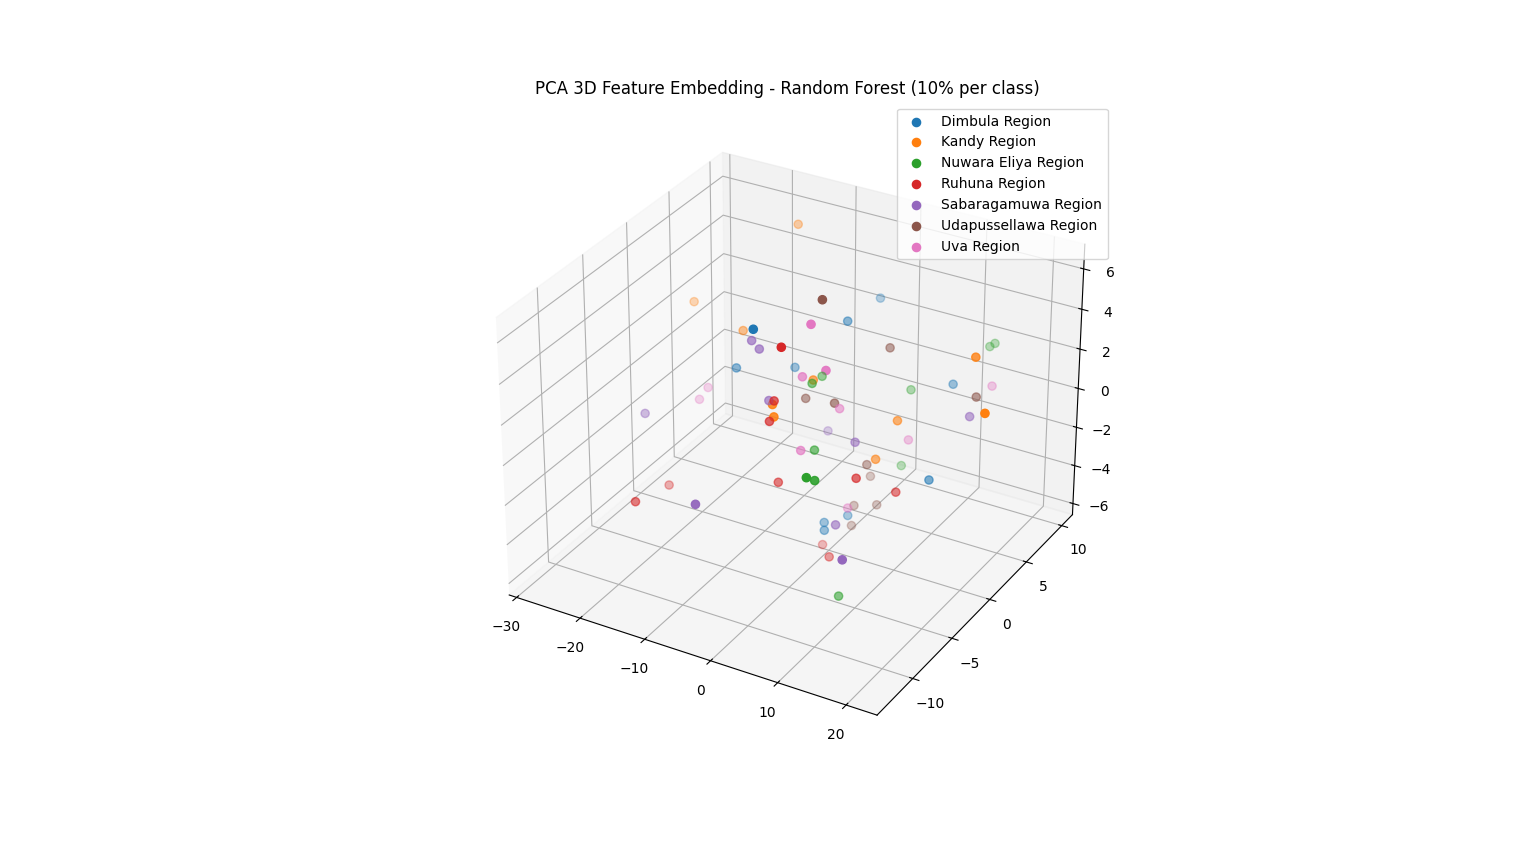 PCA 3D Feature Embedding - Random Forest (10% per class)
Dimbula Region
Kandy Region
Nuwara Eliya Region
Ruhuna Region
Sabaragamuwa Region
Udapussellawa Region
Uva Region
6
4
2
0
−2
−4
−6
10
5
0
−5
−10
−30
−20
−10
0
10
20